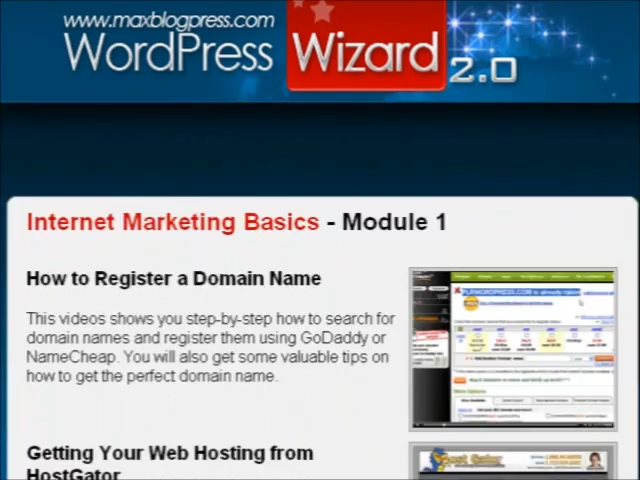 www.maxblogpress.com
WordPress Wizard 2.0
Internet Marketing Basics - Module 1
How to Register a Domain Name
This videos shows you step-by-step how to search for
domain names and register them using GoDaddy or
NameCheap. You will also get some valuable tips on
how to get the perfect domain name.
Getting Your Web Hosting from
HostGator
Host Gator